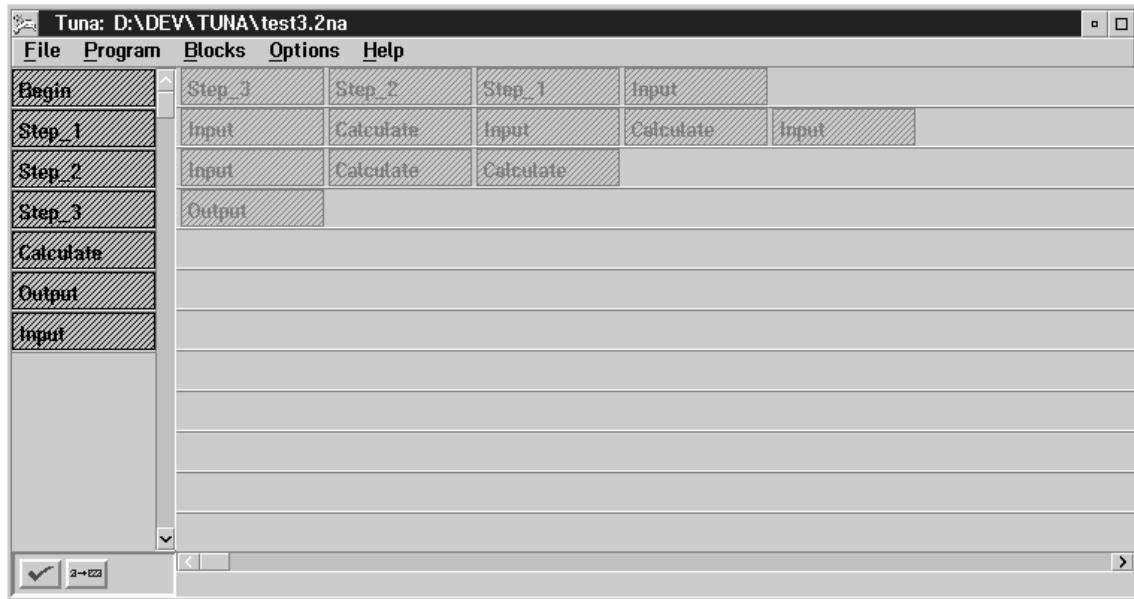 Tuna: D:\DEV\TUNA\test3.2na
File Program Blocks Options Help
Begin Step_3 Step_2 Step_1 Input
Step_1 Input Calculate Input Calculate Input
Step_2 Input Calculate Calculate
Step_3 Output
Calculate
Output
Input